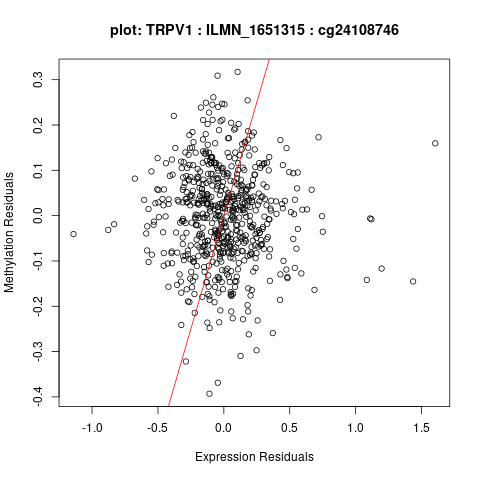 plot: TRPV1 : ILMN_1651315 : cg24108746
Methylation Residuals
0.3
0.2
0.1
0.0
-0.1
-0.2
-0.3
-0.4
-1.0 -0.5 0.0 0.5 1.0 1.5
Expression Residuals